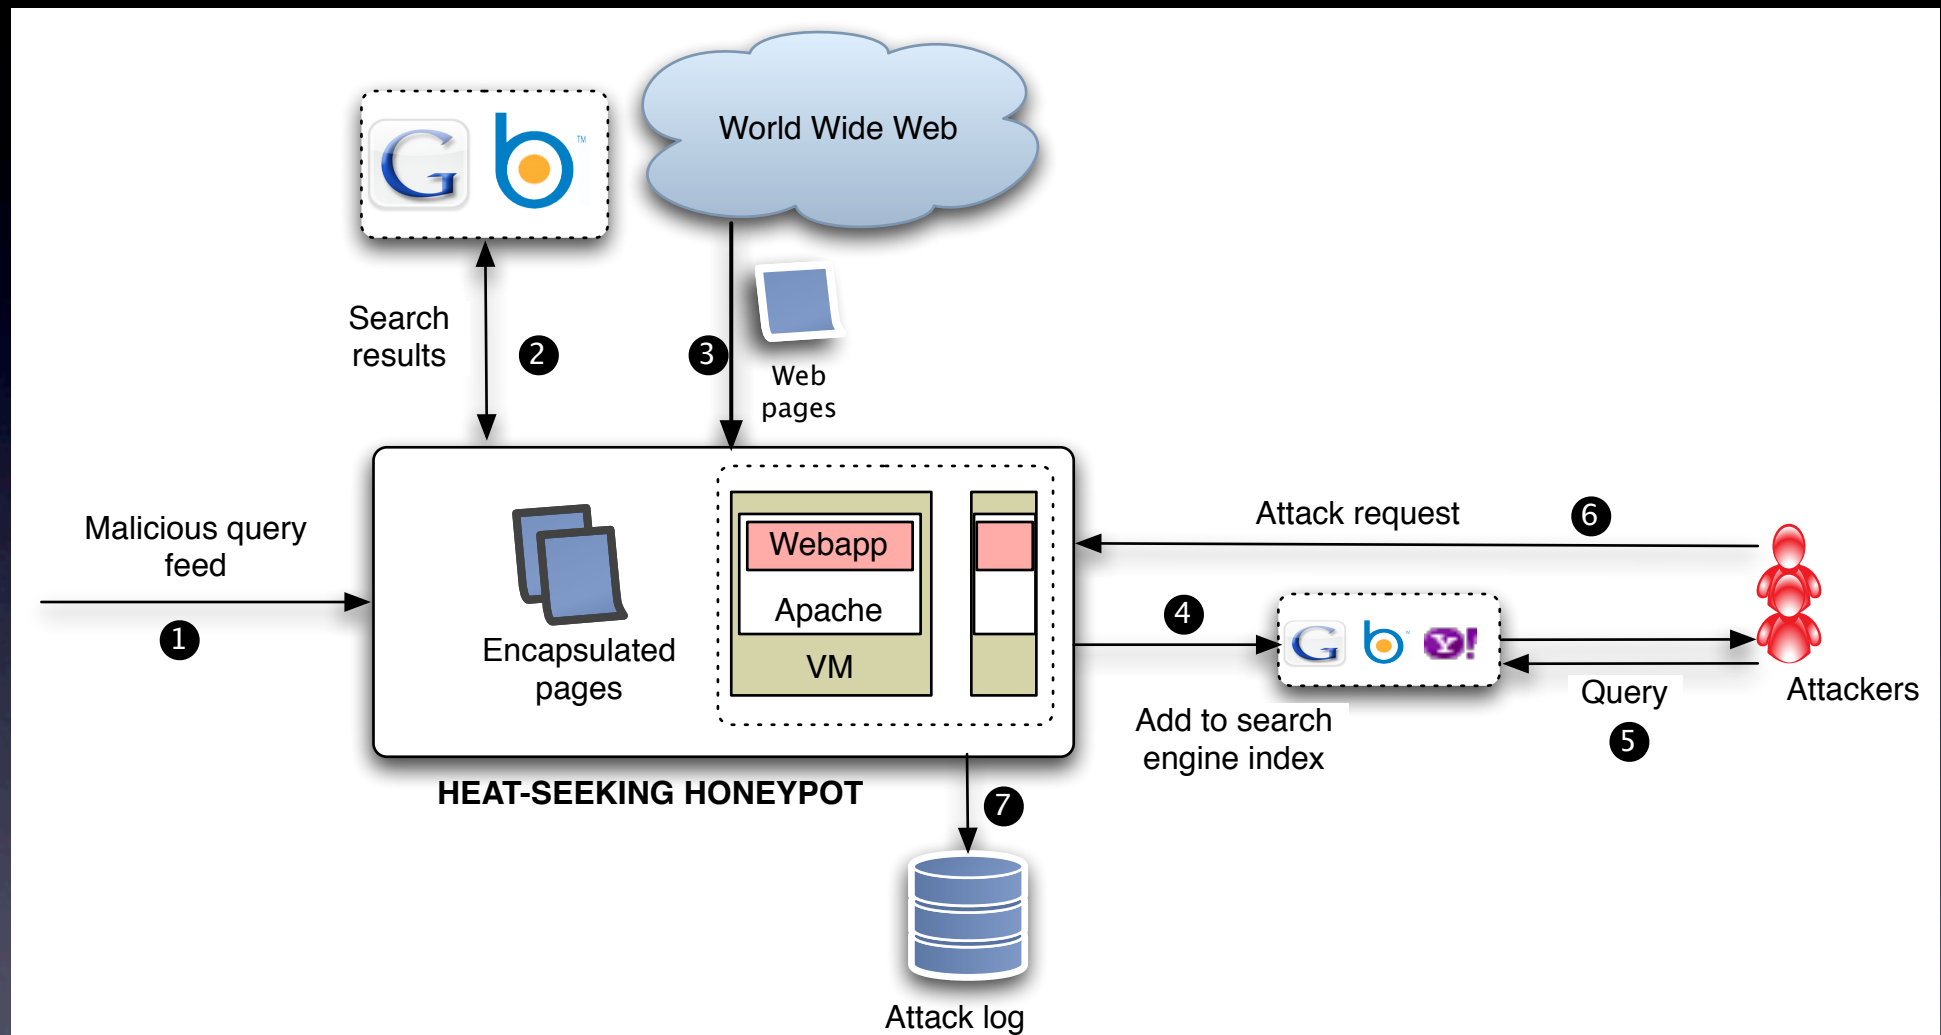 World Wide Web
G b TM
Search
results
2
3
Web
pages
Malicious query
feed
1
Encapsulated
pages
Webapp
Apache
VM
HEAT-SEEKING HONEYPOT
Attack request
6
4
G b Y!
Add to search
engine index
Query
5
Attackers
7
Attack log